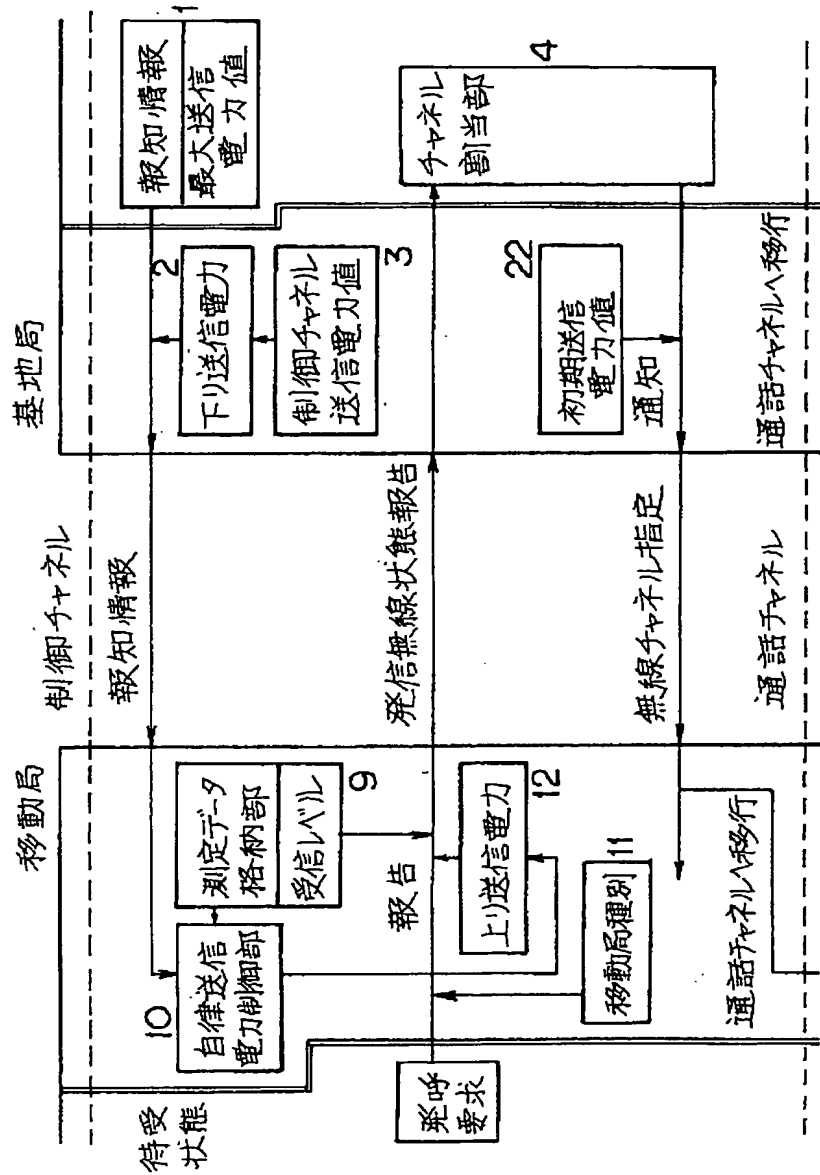 移動局
制御チャネル
基地局
待受
状態
報知情報
報知情報
最大送信
電力値
1
10
自律送信
電力制御部
測定データ
格納部
受信レベル
9
2
下り送信電力
制御チャネル
送信電力値
3
発呼
要求
報告
発信無線状態報告
チャネル
割当部
4
上り送信電力
12
移動局種別
11
22
初期送信
電力値
通知
無線チャネル指定
通話チャネルへ移行
通話チャネル
通話チャネルへ移行